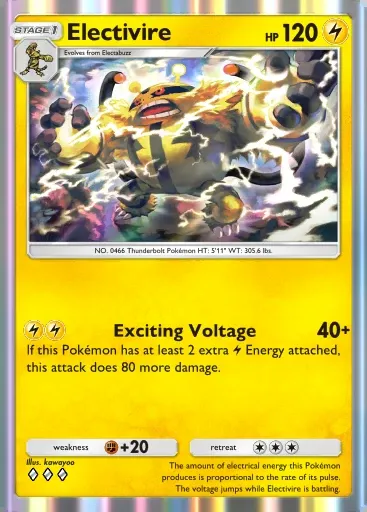 STAGE 1
Electivire
HP 120
Evolves from Electabuzz
NO. 0466 Thunderbolt Pokémon HT: 5'11" WT: 305.6 lbs.
Exciting Voltage 40+
If this Pokémon has at least 2 extra Energy attached,
this attack does 80 more damage.
weakness +20
retreat
Illus. kawayoo
The amount of electrical energy this Pokémon
produces is proportional to the rate of its pulse.
The voltage jumps while Electivire is battling.